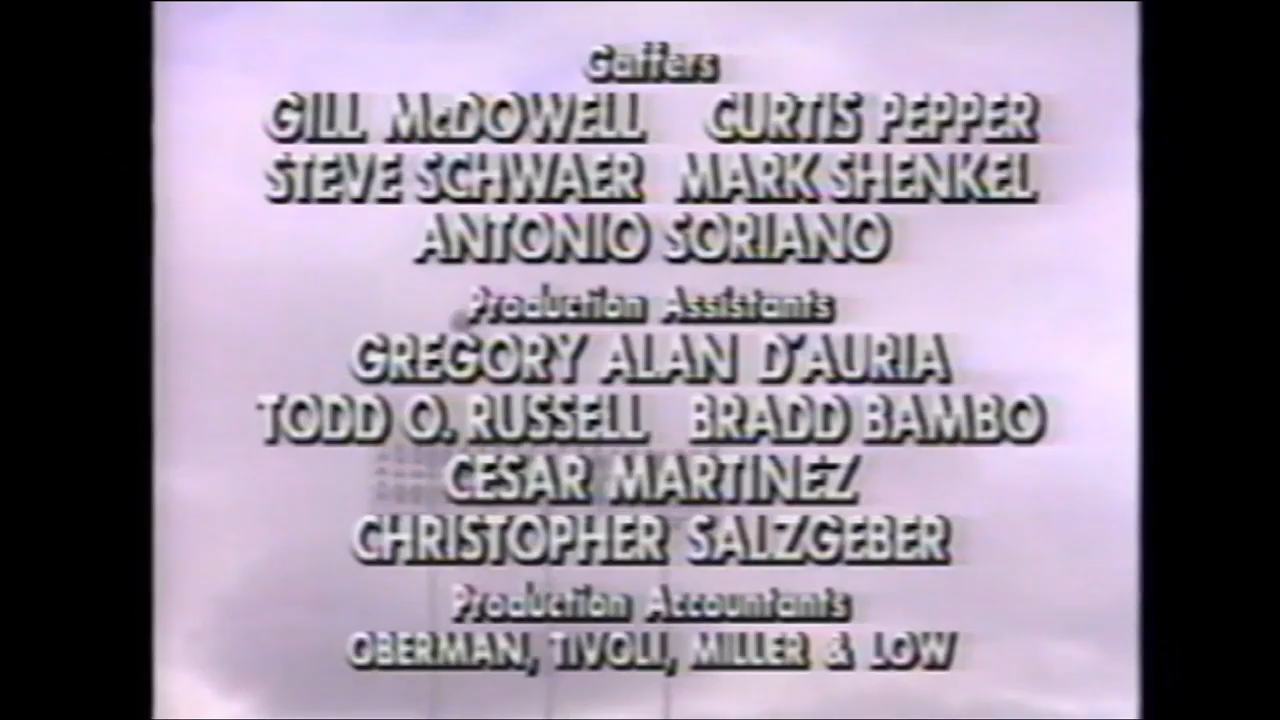 Gaffers
GILL McDOWELL CURTIS PEPPER
STEVE SCHWAER MARK SHENKEL
ANTONIO SORIANO
Production Assistants
GREGORY ALAN D'AURIA
TODD O. RUSSELL BRADD BAMBO
CESAR MARTINEZ
CHRISTOPHER SALZGEBER
Production Accountants
OBERMAN, TIVOLI, MILLER & LOW